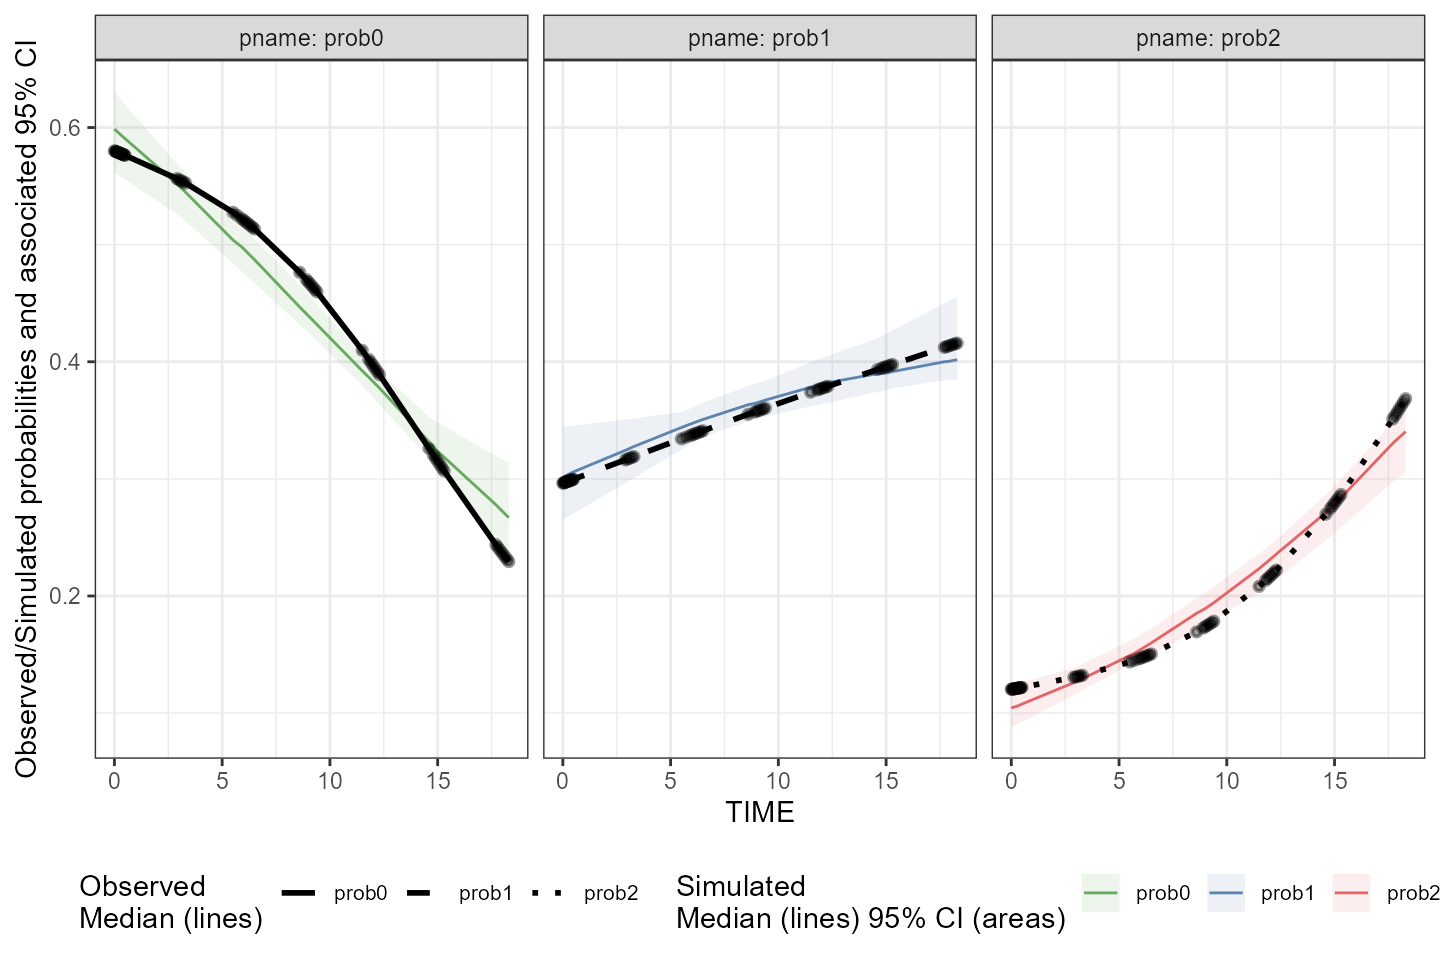 pname: prob0
pname: prob1
pname: prob2
Observed/Simulated probabilities and associated 95% CI
0.6
0.4
0.2
0 5 10 15
0 5 10 15
0 5 10 15
TIME
Observed
Median (lines)
prob0 prob1 prob2
Simulated
Median (lines) 95% CI (areas)
prob0 prob1 prob2